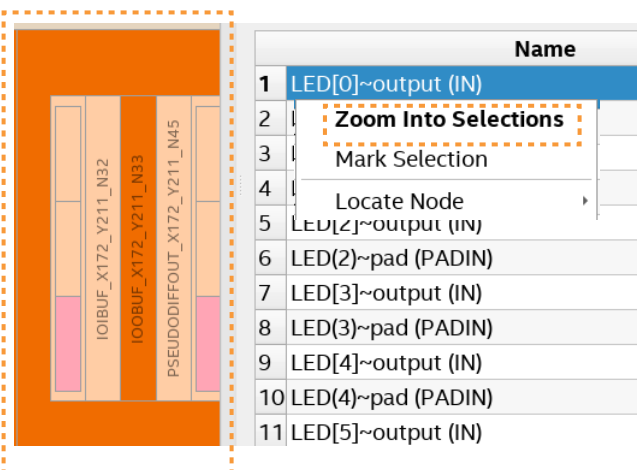 IOIBUF_X172_Y211_N32
IOOBUF_X172_Y211_N33
PSEUDODIFFOUT_X172_Y211_N45
Name
1 LED[0]~output (IN)
2
Zoom Into Selections
3
Mark Selection
4
Locate Node
5 LED[2]~output (IN)
6 LED(2)~pad (PADIN)
7 LED[3]~output (IN)
8 LED(3)~pad (PADIN)
9 LED[4]~output (IN)
10 LED(4)~pad (PADIN)
11 LED[5]~output (IN)